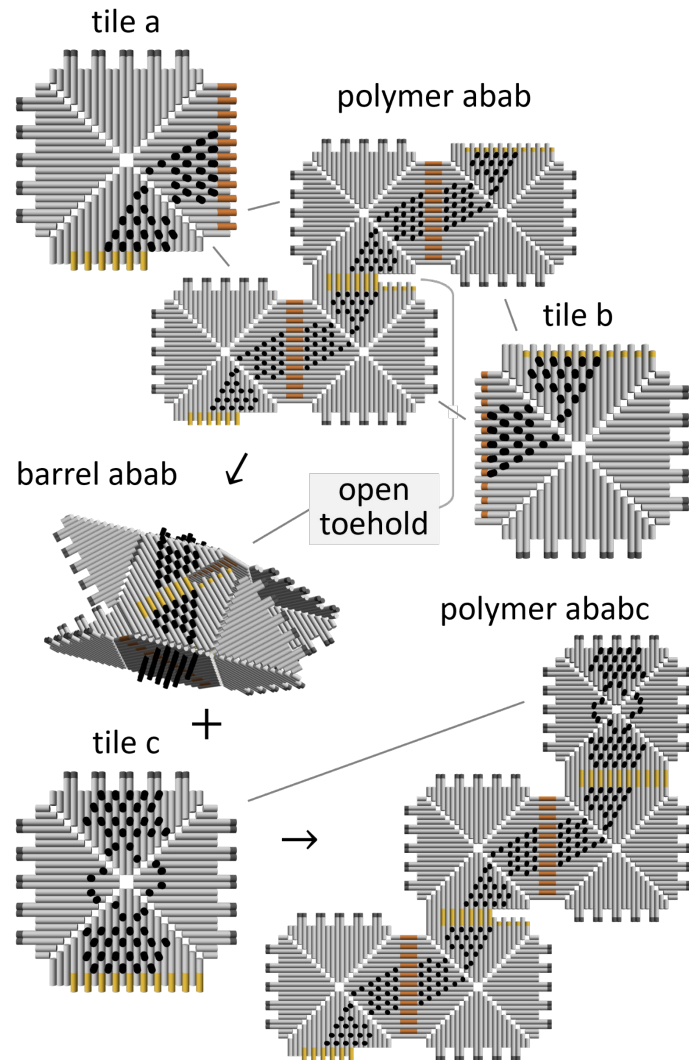 tile a
polymer abab
tile b
barrel abab
open
toehold
polymer ababc
+
tile c